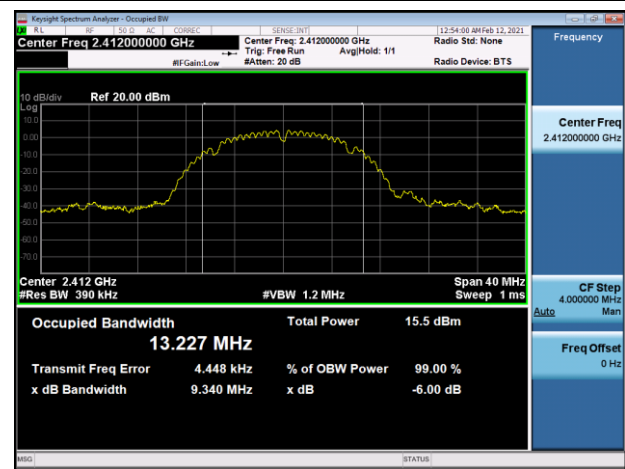 Keysight Spectrum Analyzer - Occupied BW
RL RF 50 Ω AC CORREC SENSE:INT 12:54:00 AM Feb 12, 2021
Center Freq 2.412000000 GHz Center Freq: 2.412000000 GHz Radio Std: None Frequency
Trig: Free Run Avg|Hold: 1/1
#IFGain:Low #Atten: 20 dB Radio Device: BTS
10 dB/div Ref 20.00 dBm
Log
10.0
0.00
-10.0
-20.0
-30.0
-40.0
-50.0
-60.0
-70.0
Center Freq
2.412000000 GHz
Center 2.412 GHz Span 40 MHz
#Res BW 390 kHz #VBW 1.2 MHz Sweep 1 ms
CF Step
4.000000 MHz
Auto Man
Occupied Bandwidth Total Power 15.5 dBm
13.227 MHz
Freq Offset
0 Hz
Transmit Freq Error 4.448 kHz % of OBW Power 99.00 %
x dB Bandwidth 9.340 MHz x dB -6.00 dB
MSG STATUS